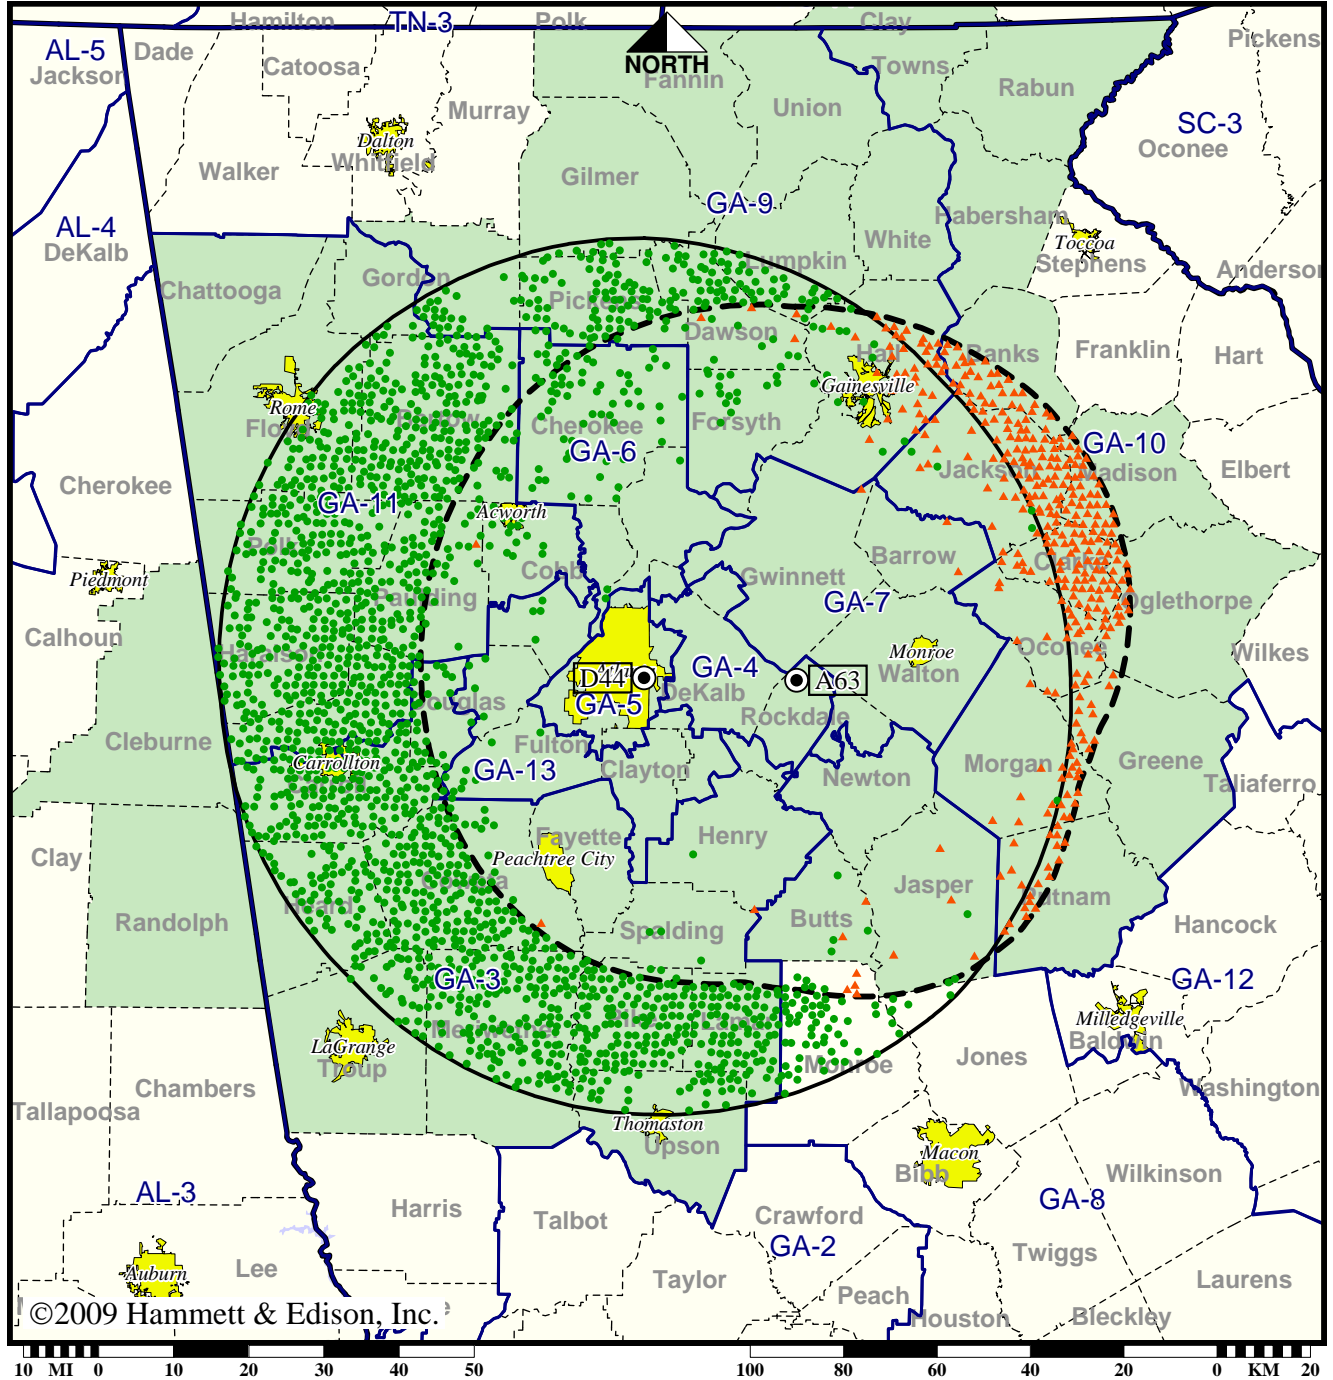 Hamilton
TN-3
Polk
Clay
Pickens
AL-5
Dade
Jackson
Catoosa
NORTH
Fannin
Towns
Murray
Union
Rabun
SC-3
Oconee
Dalton
Whitfield
Walker
Gilmer
GA-9
AL-4
DeKalb
Habersham
White
Toccoa
Stephens
Lumpkin
Anderson
Gordon
Chattooga
Pickens
Dawson
Hall
Banks
Franklin
Hart
Gainesville
Rome
Floyd
Bartow
Cherokee
Forsyth
GA-6
GA-10
Jackson
Madison
Elbert
Cherokee
GA-11
Acworth
Polk
Piedmont
Cobb
Gwinnett
Barrow
Clarke
Paulding
GA-7
Oglethorpe
Calhoun
Haralson
Monroe
Oconee
Wilkes
D44
GA-4
A63
Walton
DeKalb
GA-5
Douglas
Rockdale
Cleburne
Fulton
Carrollton
GA-13
Clayton
Newton
Morgan
Greene
Taliaferro
Carroll
Fayette
Henry
Clay
Peachtree City
Coweta
Jasper
Putnam
Heard
Randolph
Butts
Spalding
Hancock
GA-3
GA-12
Milledgeville
Baldwin
Meriwether
Pike
Lamar
LaGrange
Troup
Monroe
Jones
Chambers
Washington
Tallapoosa
Thomaston
Upson
Macon
Bibb
Wilkinson
AL-3
GA-8
Harris
Talbot
Crawford
GA-2
Twiggs
Lee
Auburn
Taylor
Peach
Laurens
Houston
Bleckley
©2009 Hammett & Edison, Inc.
10 MI 0 10 20 30 40 50 100 80 60 40 20 0 KM 20